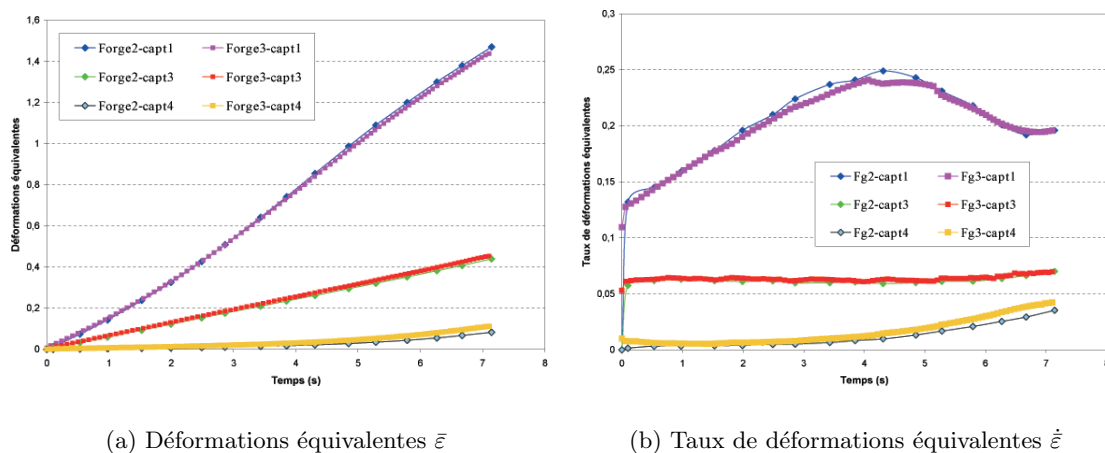 1,6
1,4
1,2
1
0,8
0,6
0,4
0,2
0
Déformations équivalentes
Forge2-capt1
Forge3-capt1
Forge2-capt3
Forge3-capt3
Forge2-capt4
Forge3-capt4
0 1 2 3 4 5 6 7 8
Temps (s)
(a) Déformations équivalentes ε̄
0,3
0,25
0,2
0,15
0,1
0,05
0
Taux de déformations équivalentes
Fg2-capt1
Fg3-capt1
Fg2-capt3
Fg3-capt3
Fg2-capt4
Fg3-capt4
0 1 2 3 4 5 6 7 8
Temps (s)
(b) Taux de déformations équivalentes ε̄̇